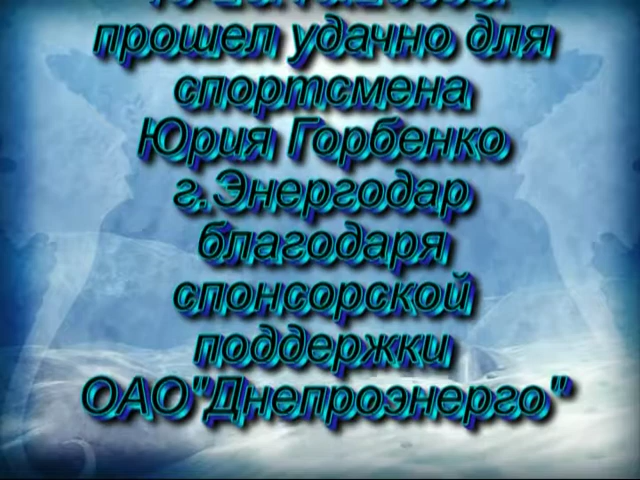 прошел удачно для
спортсмена
Юрия Горбенко
г.Энергодар
благодаря
спонсорской
поддержки
ОАО"Днепроэнерго"